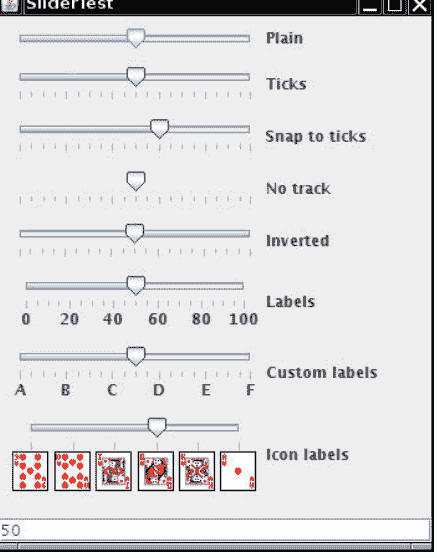 SliderTest
Plain
Ticks
Snap to ticks
No track
Inverted
Labels
0 20 40 60 80 100
Custom labels
A B C D E F
Icon labels
50